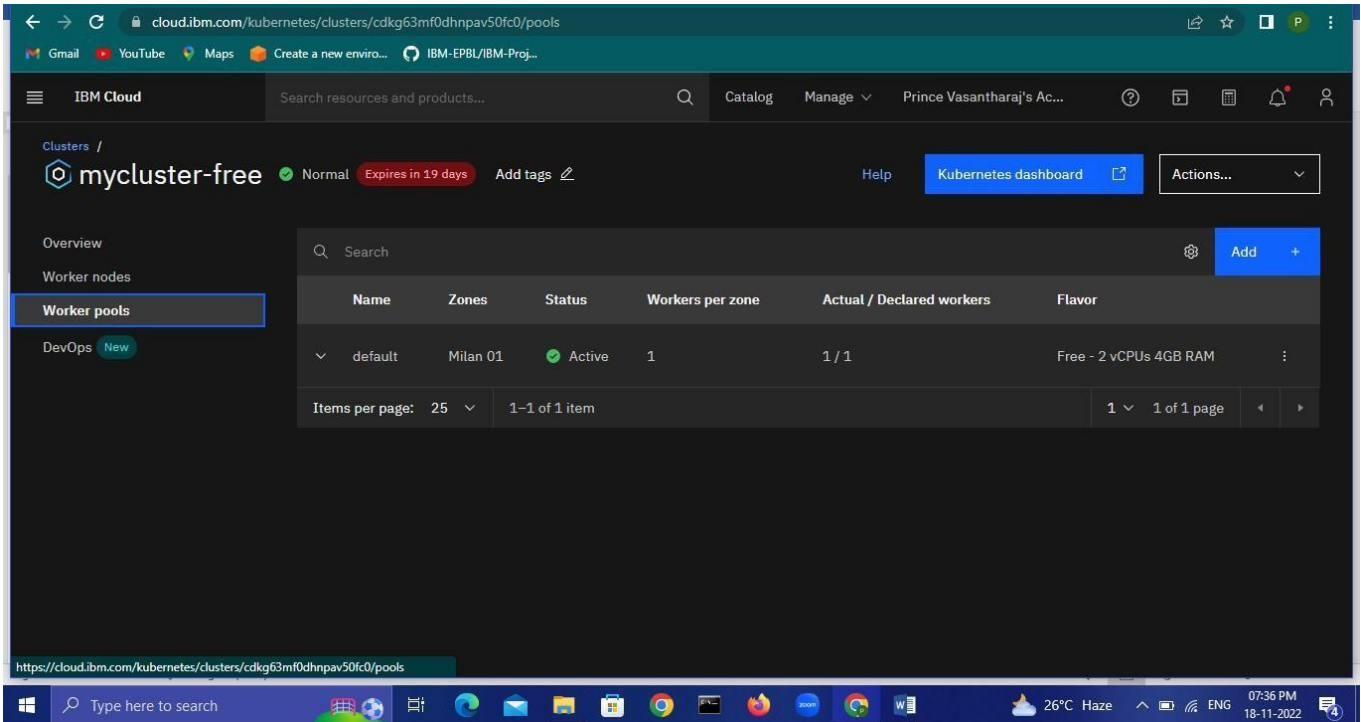 cloud.ibm.com/kubernetes/clusters/cdkg63mf0dhnpav50fc0/pools P
Gmail YouTube Maps Create a new enviro... IBM-EPBL/IBM-Proj...
IBM Cloud Search resources and products... Catalog Manage Prince Vasantharaj's Ac...
Clusters /
mycluster-free Normal Expires in 19 days Add tags Help Kubernetes dashboard Actions...
Overview
Search Add +
Worker nodes
Worker pools
Name Zones Status Workers per zone Actual / Declared workers Flavor
DevOps New
default Milan 01 Active 1 1 / 1 Free - 2 vCPUs 4GB RAM
Items per page: 25 1–1 of 1 item 1 1 of 1 page
https://cloud.ibm.com/kubernetes/clusters/cdkg63mf0dhnpav50fc0/pools
Type here to search zoom W 26°C Haze ENG 07:36 PM
18-11-2022 4